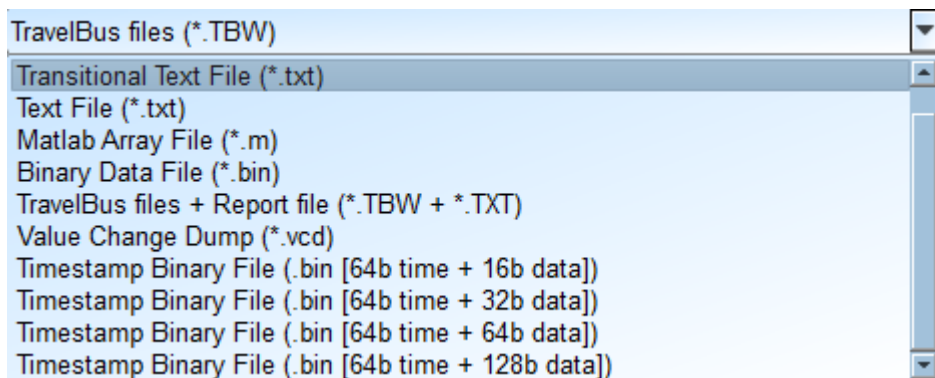 TravelBus files (*.TBW)
Transitional Text File (*.txt)
Text File (*.txt)
Matlab Array File (*.m)
Binary Data File (*.bin)
TravelBus files + Report file (*.TBW + *.TXT)
Value Change Dump (*.vcd)
Timestamp Binary File (.bin [64b time + 16b data])
Timestamp Binary File (.bin [64b time + 32b data])
Timestamp Binary File (.bin [64b time + 64b data])
Timestamp Binary File (.bin [64b time + 128b data])